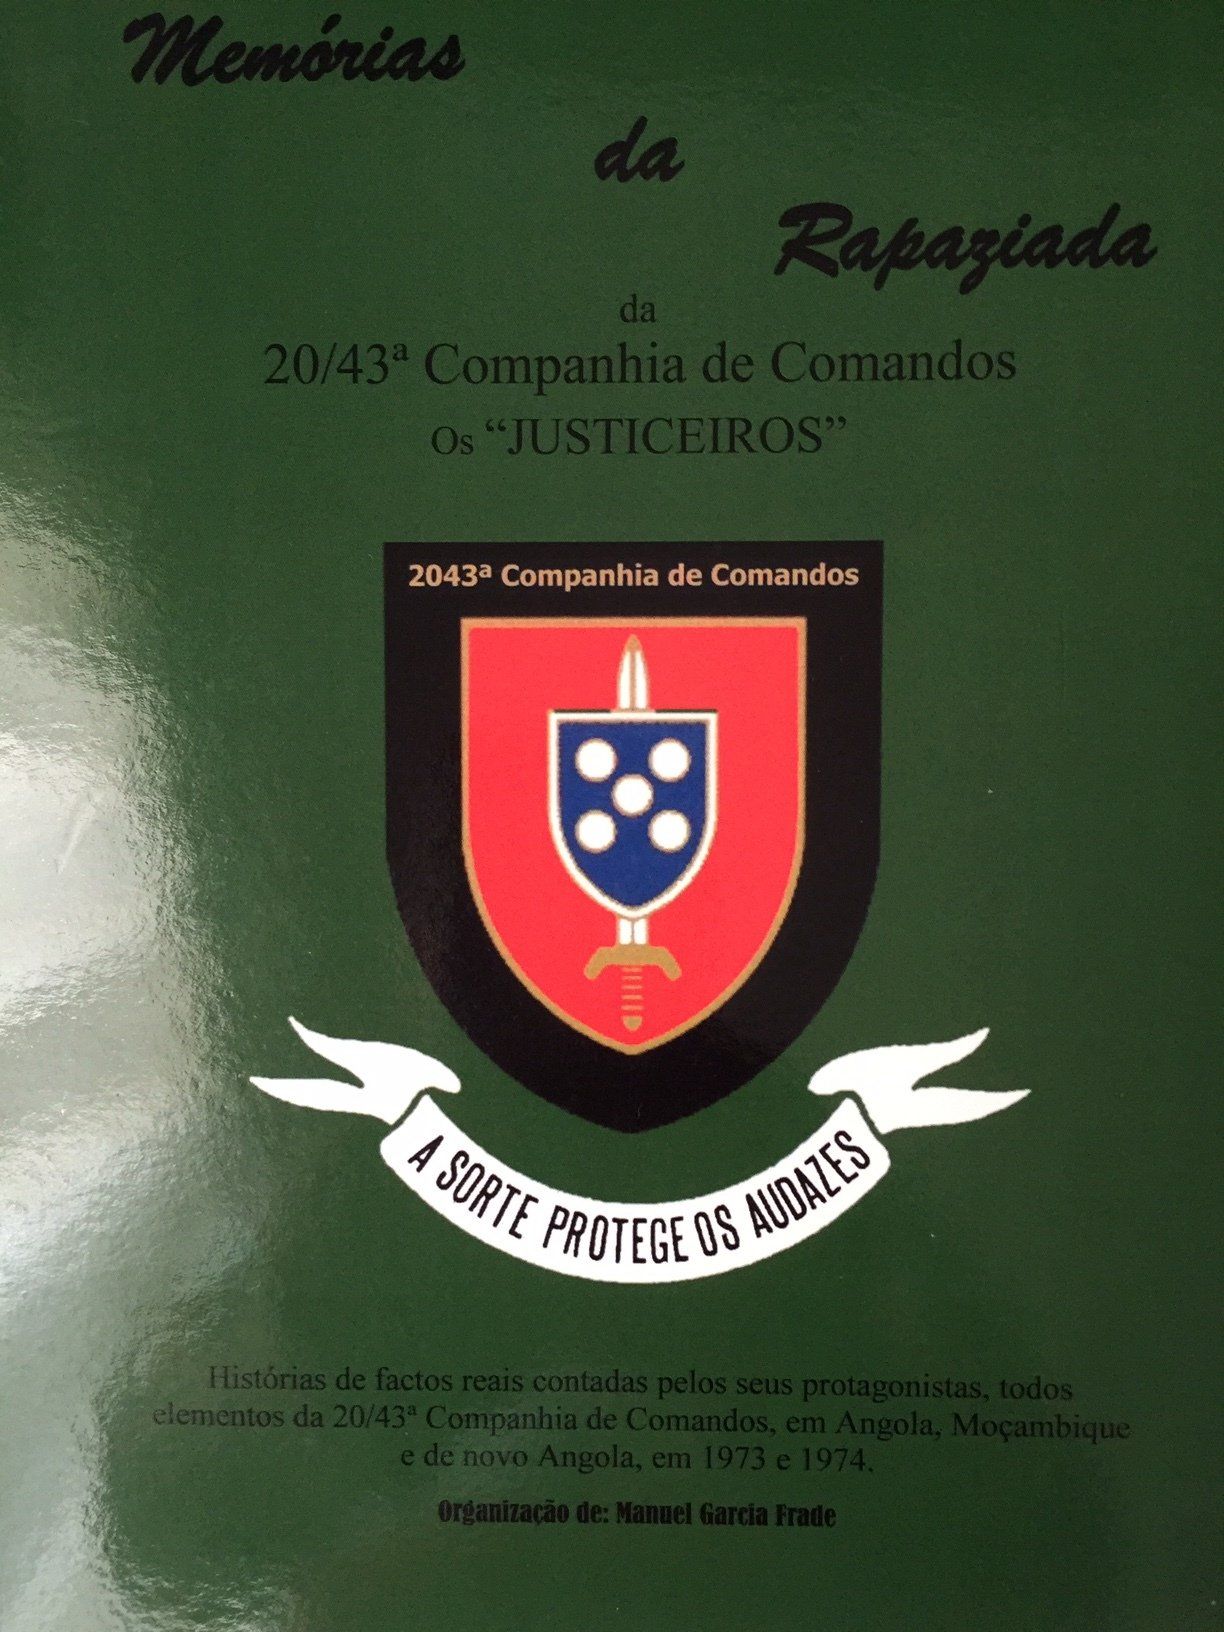 Memórias
da
Rapaziada
da
20/43ª Companhia de Comandos
Os “JUSTICEIROS”
2043ª Companhia de Comandos
A SORTE PROTEGE OS AUDAZES
Histórias de factos reais contadas pelos seus protagonistas, todos
elementos da 20/43ª Companhia de Comandos, em Angola, Moçambique
e de novo Angola, em 1973 e 1974.
Organização de: Manuel Garcia Frade